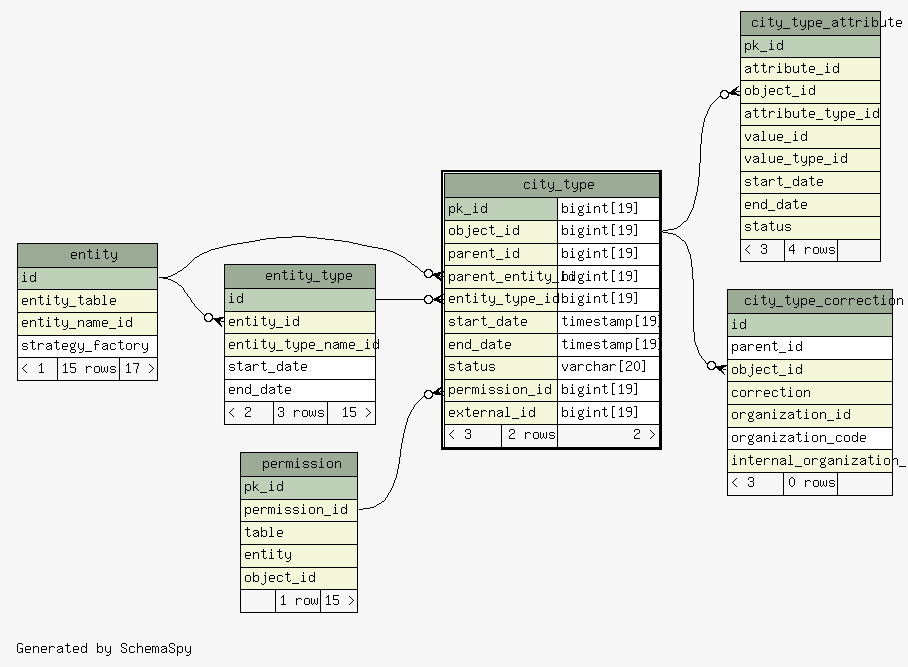 city_type_attribute
pk_id
attribute_id
object_id
attribute_type_id
value_id
value_type_id
start_date
end_date
status
< 3 4 rows
city_type
pk_id bigint[19]
object_id bigint[19]
parent_id bigint[19]
parent_entity_id bigint[19]
entity_type_id bigint[19]
start_date timestamp[19]
end_date timestamp[19]
status varchar[20]
permission_id bigint[19]
external_id bigint[19]
< 3 2 rows 2 >
entity
id
entity_table
entity_name_id
strategy_factory
< 1 15 rows 17 >
entity_type
id
entity_id
entity_type_name_id
start_date
end_date
< 2 3 rows 15 >
city_type_correction
id
parent_id
object_id
correction
organization_id
organization_code
internal_organization_
< 3 0 rows
permission
pk_id
permission_id
table
entity
object_id
1 row 15 >
Generated by SchemaSpy